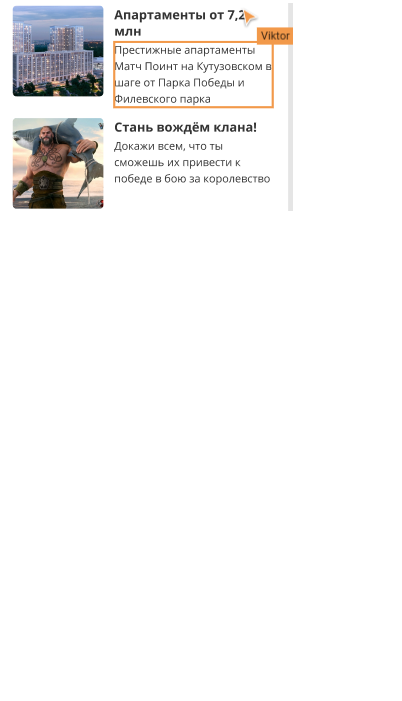 Апартаменты от 7,2
млн
Viktor
Престижные апартаменты
Матч Поинт на Кутузовском в
шаге от Парка Победы и
Филевского парка
Стань вождём клана!
Докажи всем, что ты
сможешь их привести к
победе в бою за королевство